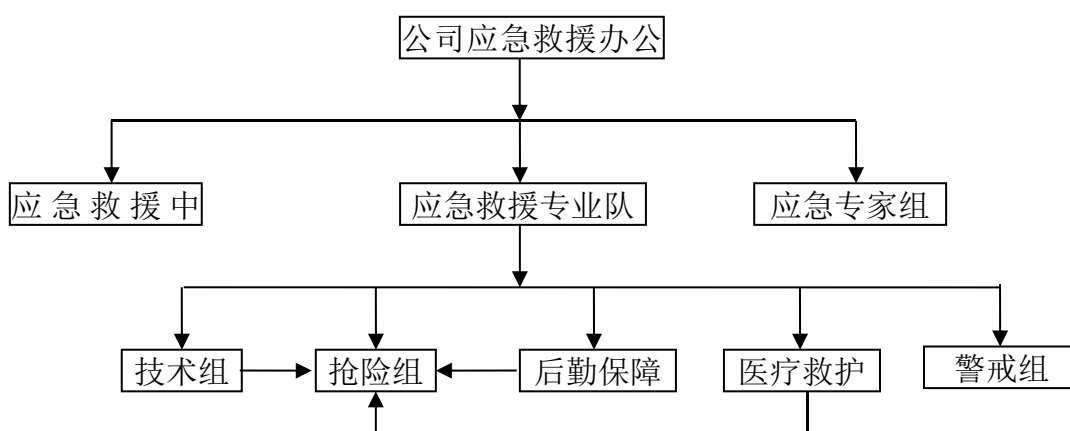 公司应急救援办公
应急救援中
应急救援专业队
应急专家组
技术组
抢险组
后勤保障
医疗救护
警戒组